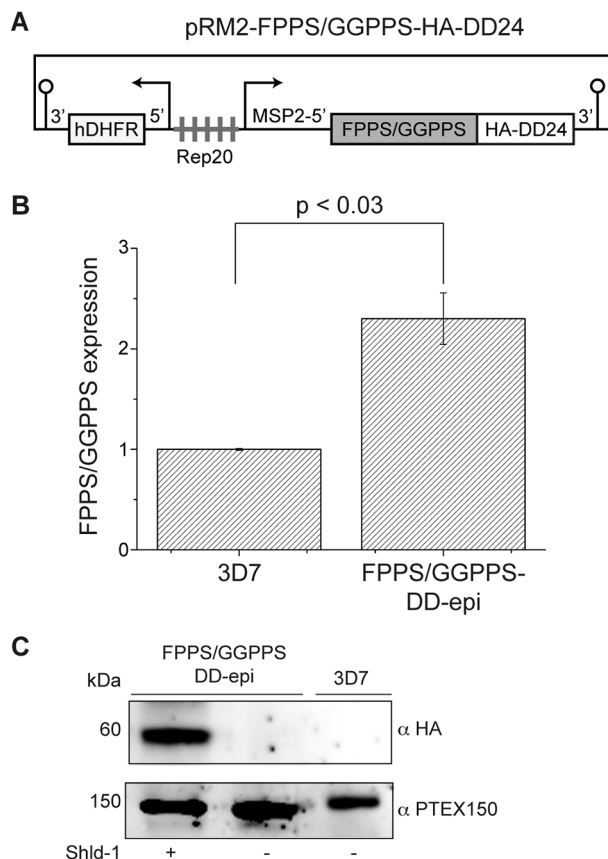 A
pRM2-FPPS/GGPPS-HA-DD24
3’ hDHFR 5’ Rep20 MSP2-5’ FPPS/GGPPS HA-DD24 3’
B
p < 0.03
FPPS/GGPPS expression
3
2
1
0
3D7
FPPS/GGPPS-
DD-epi
C
FPPS/GGPPS
DD-epi
3D7
kDa
60
α HA
150
α PTEX150
Shld-1 + - -